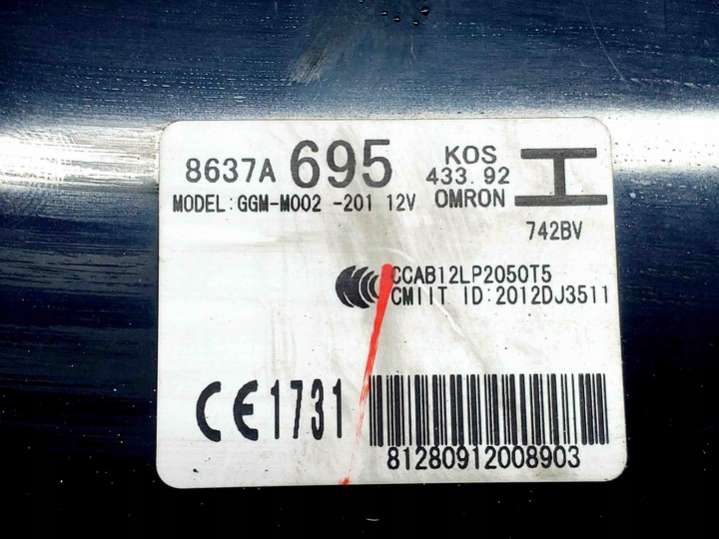 8637A 695 KOS
433.92
MODEL:GGM-M002 -201 12V OMRON
742BV
CCAB12LP2050T5
CMIIT ID:2012DJ3511
CE1731
81280912008903